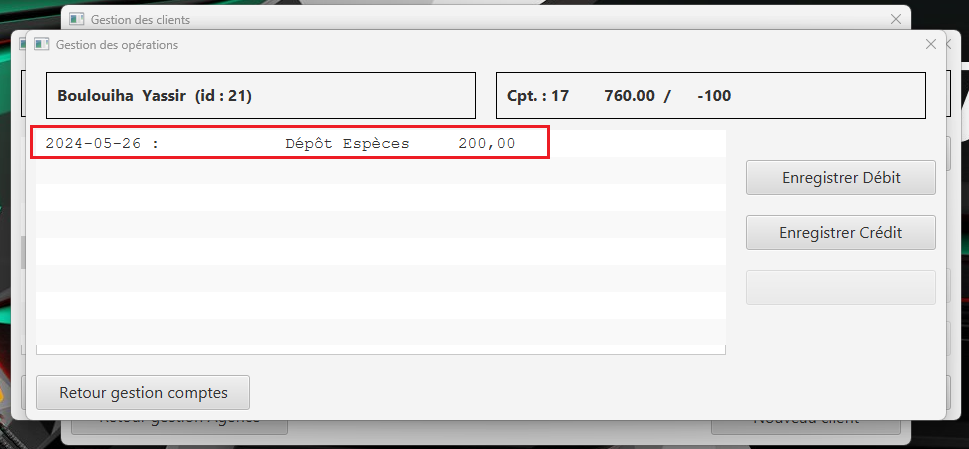 Gestion des clients
Gestion des opérations
Boulouiha Yassir (id : 21)
Cpt. : 17 760.00 / -100
2024-05-26 : Dépôt Espèces 200,00
Enregistrer Débit
Enregistrer Crédit
Retour gestion comptes
Retour gestion Agence
Nouveau client